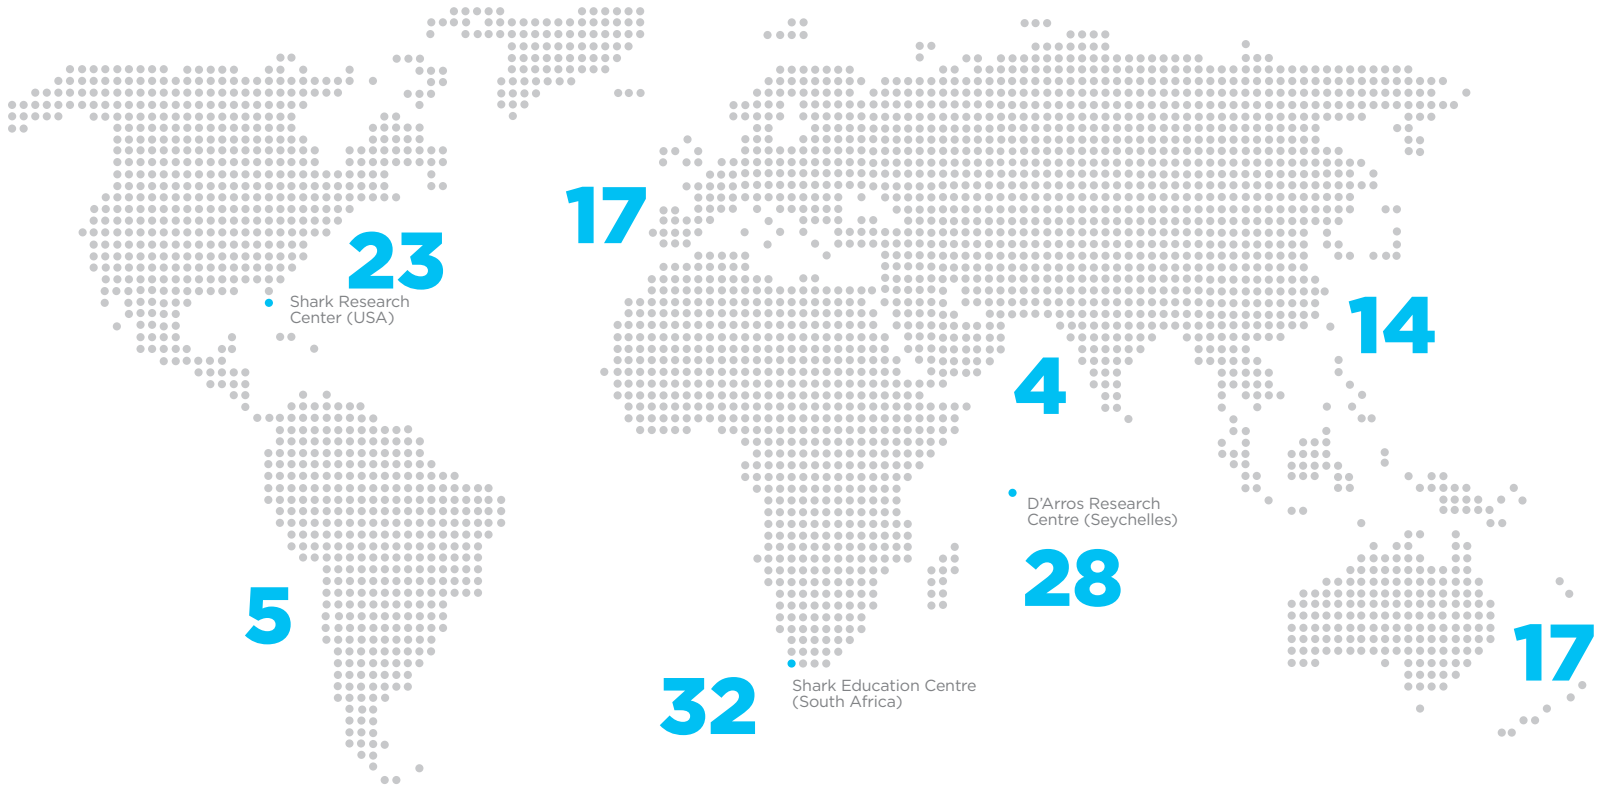 17
23
Shark Research
Center (USA)
14
4
D'Arros Research
Centre (Seychelles)
28
5
17
32
Shark Education Centre
(South Africa)